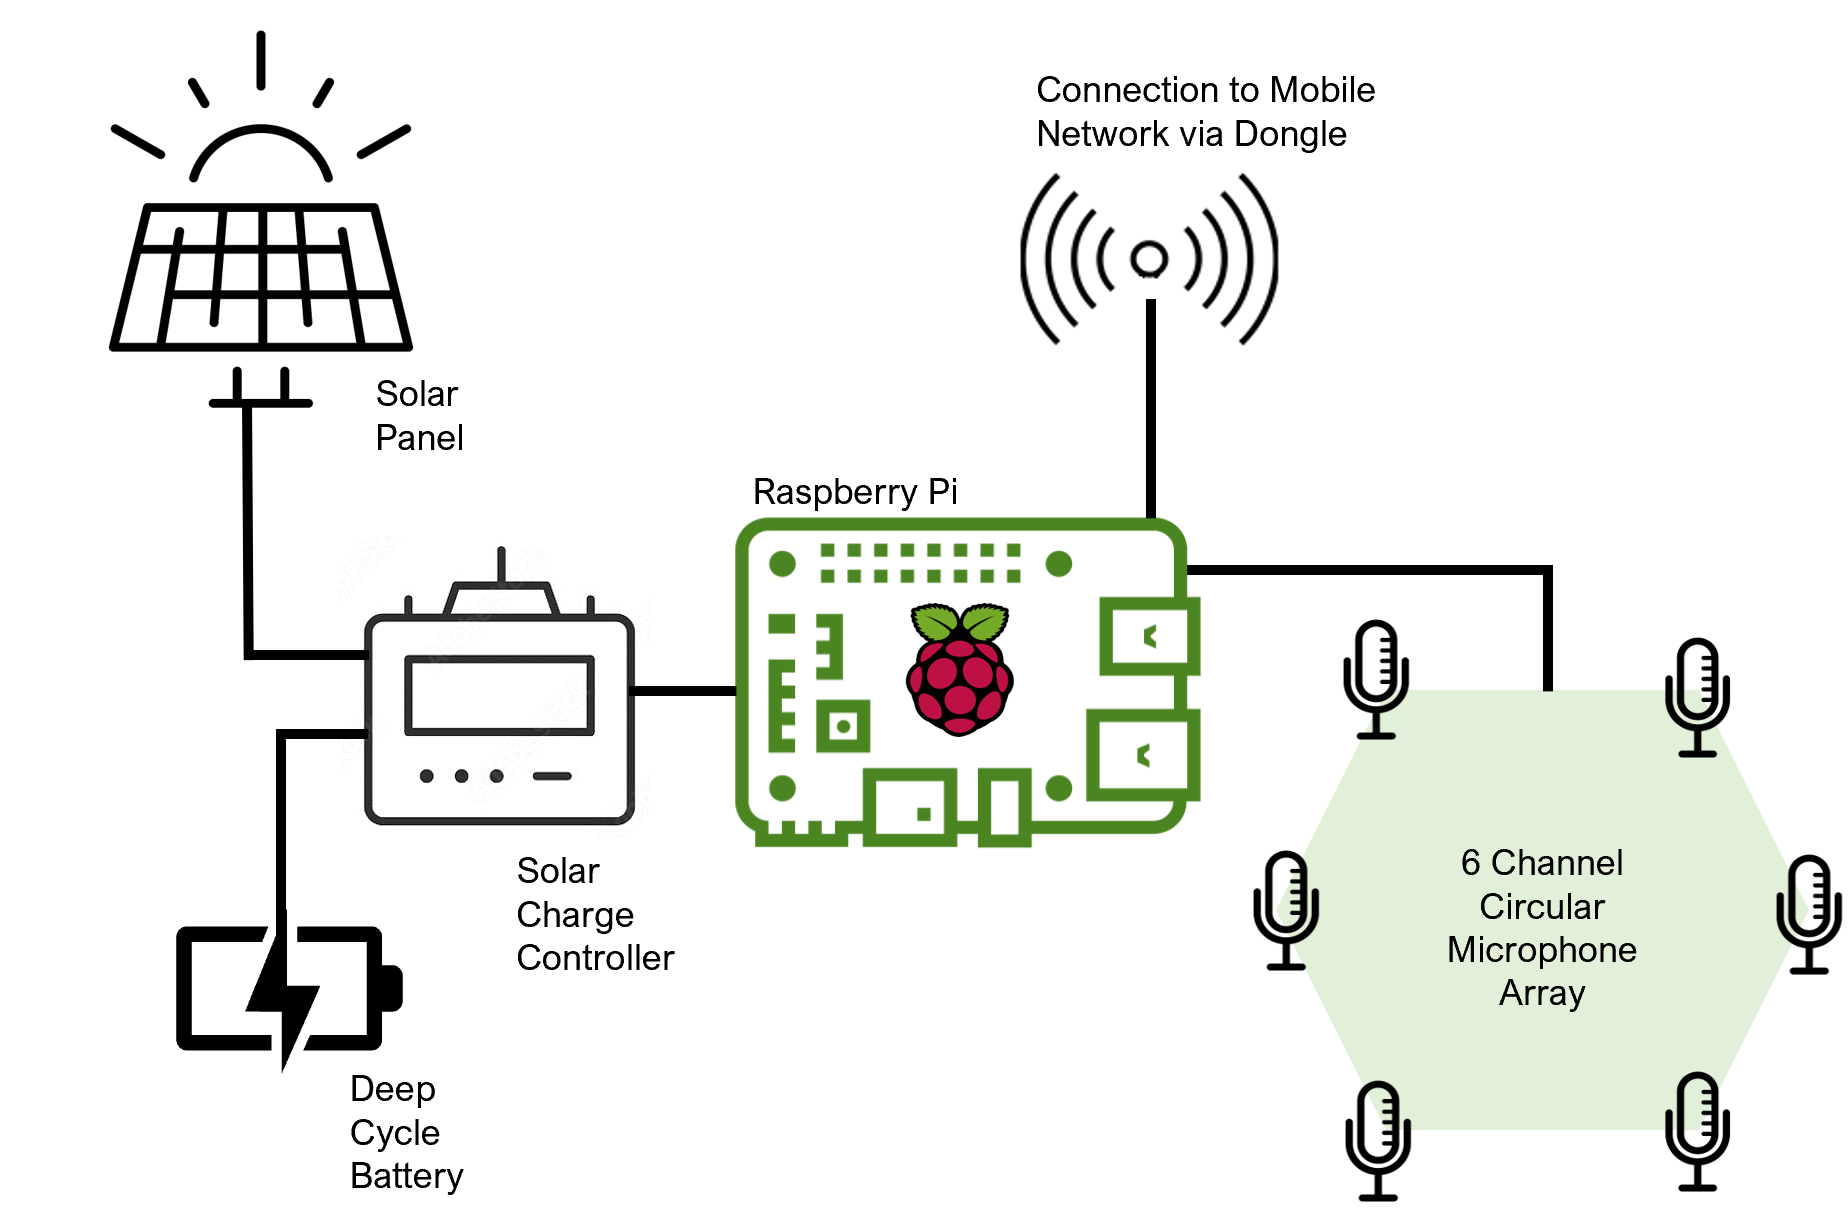 Connection to Mobile
Network via Dongle
Solar
Panel
Raspberry Pi
Solar
Charge
Controller
6 Channel
Circular
Microphone
Array
Deep
Cycle
Battery